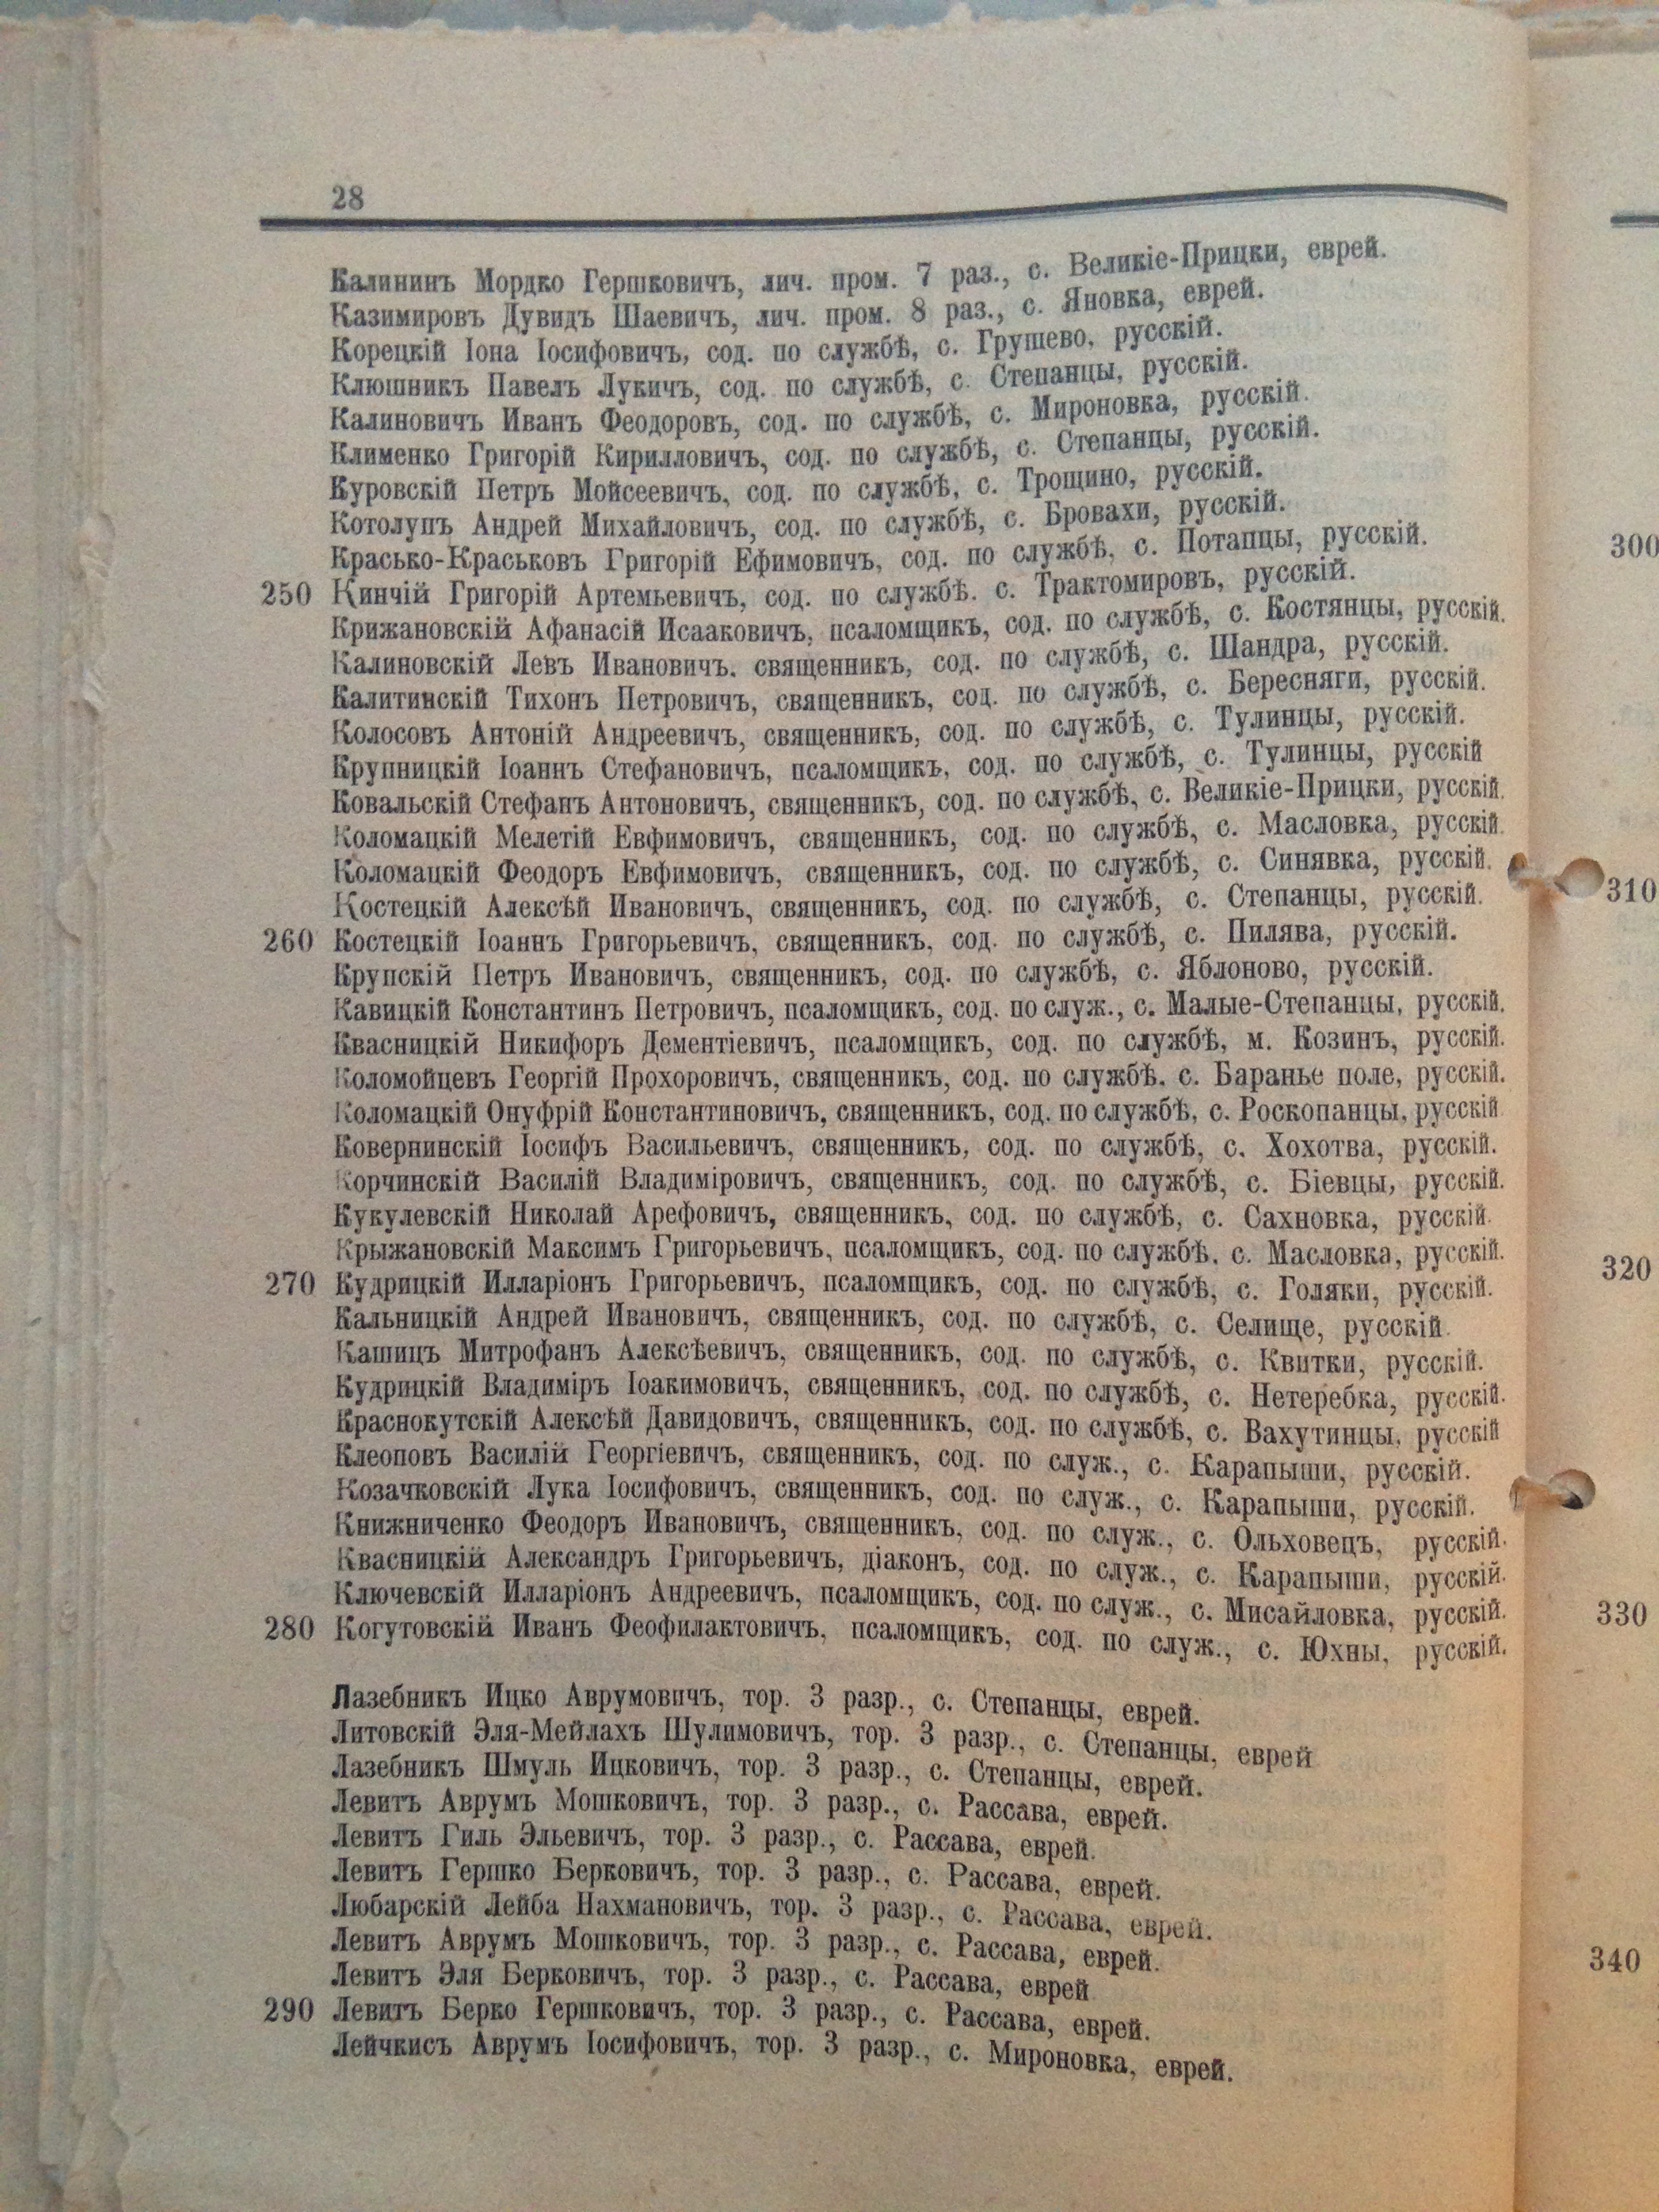 28
Калининъ Мордко Гершковичъ, лич. пром. 7 раз., с. Великіе-Прицки, еврей.
Казимировъ Дувидъ Шаевичъ, лич. пром. 8 раз., с. Яновка, еврей.
Корецкій Іона Іосифовичъ, сод. по службѣ, с. Грушево, русскій.
Клюшникъ Павелъ Лукичъ, сод. по службѣ, с. Степанцы, русскій.
Калиновичъ Иванъ Феодоровъ, сод. по службѣ, с. Мироновка, русскій.
Клименко Григорій Кирилловичъ, сод. по службѣ, с. Степанцы, русскій.
Куровскій Петръ Мойсеевичъ, сод. по службѣ, с. Трощино, русскій.
Котолупъ Андрей Михайловичъ, сод. по службѣ, с. Бровахи, русскій.
Красько-Краськовъ Григорій Ефимовичъ, сод. по службѣ, с. Потапцы, русскій.
250 Кинчій Григорій Артемьевичъ, сод. по службѣ. с. Трактомировъ, русскій.
Крижановскій Афанасій Исааковичъ, псаломщикъ, сод. по службѣ, с. Костянцы, русскій.
Калиновскій Левъ Ивановичъ. священникъ, сод. по службѣ, с. Шандра, русскій.
Калитинскій Тихонъ Петровичъ, священникъ, сод. по службѣ, с. Бересняги, русскій.
Колосовъ Антоній Андреевичъ, священникъ, сод. по службѣ, с. Тулинцы, русскій.
Крупницкій Іоаннъ Стефановичъ, псаломщикъ, сод. по службѣ, с. Тулинцы, русскій
Ковальскій Стефанъ Антоновичъ, священникъ, сод. по службѣ, с. Великіе-Прицки, русскій.
Коломацкій Мелетій Евфимовичъ, священникъ, сод. по службѣ, с. Масловка, русскій.
Коломацкій Феодоръ Евфимовичъ, священникъ, сод. по службѣ, с. Синявка, русскій.
Костецкій Алексѣй Ивановичъ, священникъ, сод. по службѣ, с. Степанцы, русскій.
260 Костецкій Іоаннъ Григорьевичъ, священникъ, сод. по службѣ, с. Пилява, русскій.
Крупскій Петръ Ивановичъ, священникъ, сод. по службѣ, с. Яблоново, русскій.
Кавицкій Константинъ Петровичъ, псаломщикъ, сод. по служ., с. Малые-Степанцы, русскій.
Квасницкій Никифоръ Дементіевичъ, псаломщикъ, сод. по службѣ, м. Козинъ, русскій.
Коломойцевъ Георгій Прохоровичъ, священникъ, сод. по службѣ, с. Баранье поле, русскій.
Коломацкій Онуфрій Константиновичъ, священникъ, сод. по службѣ, с. Роскопанцы, русскій
Ковернинскій Іосифъ Васильевичъ, священникъ, сод. по службѣ, с. Хохотва, русскій.
Корчинскій Василій Владиміровичъ, священникъ, сод. по службѣ, с. Біевцы, русскій.
Кукулевскій Николай Арефовичъ, священникъ, сод. по службѣ, с. Сахновка, русскій.
Крыжановскій Максимъ Григорьевичъ, псаломщикъ, сод. по службѣ, с. Масловка, русскій.
270 Кудрицкій Илларіонъ Григорьевичъ, псаломщикъ, сод. по службѣ, с. Голяки, русскій.
Кальницкій Андрей Ивановичъ, священникъ, сод. по службѣ, с. Селище, русскій.
Кашицъ Митрофанъ Алексѣевичъ, священникъ, сод. по службѣ, с. Квитки, русскій.
Кудрицкій Владиміръ Іоакимовичъ, священникъ, сод. по службѣ, с. Нетеребка, русскій.
Краснокутскій Алексѣй Давидовичъ, священникъ, сод. по службѣ, с. Вахутинцы, русскій
Клеоповъ Василій Георгіевичъ, священникъ, сод. по служ., с. Карапыши, русскій.
Козачковскій Лука Іосифовичъ, священникъ, сод. по служ., с. Карапыши, русскій.
Книжниченко Феодоръ Ивановичъ, священникъ, сод. по служ., с. Ольховецъ, русскій.
Квасницкій Александръ Григорьевичъ, діаконъ, сод. по служ., с. Карапыши, русскій.
Ключевскій Илларіонъ Андреевичъ, псаломщикъ, сод. по служ., с. Мисайловка, русскій.
280 Когутовскій Иванъ Феофилактовичъ, псаломщикъ, сод. по служ., с. Юхны, русскій.
Лазебникъ Ицко Аврумовичъ, тор. 3 разр., с. Степанцы, еврей.
Литовскій Эля-Мейлахъ Шулимовичъ, тор. 3 разр., с. Степанцы, еврей
Лазебникъ Шмуль Ицковичъ, тор. 3 разр., с. Степанцы, еврей.
Левитъ Аврумъ Мошковичъ, тор. 3 разр., с. Рассава, еврей.
Левитъ Гиль Эльевичъ, тор. 3 разр., с. Рассава, еврей.
Левитъ Гершко Берковичъ, тор. 3 разр., с. Рассава, еврей.
Любарскій Лейба Нахмановичъ, тор. 3 разр., с. Рассава, еврей.
Левитъ Аврумъ Мошковичъ, тор. 3 разр., с. Рассава, еврей.
Левитъ Эля Берковичъ, тор. 3 разр., с. Рассава, еврей
290 Левитъ Берко Гершковичъ, тор. 3 разр., с. Рассава, еврей.
Лейчкисъ Аврумъ Іосифовичъ, тор. 3 разр., с. Мироновка, еврей.
300
310
320
330
340